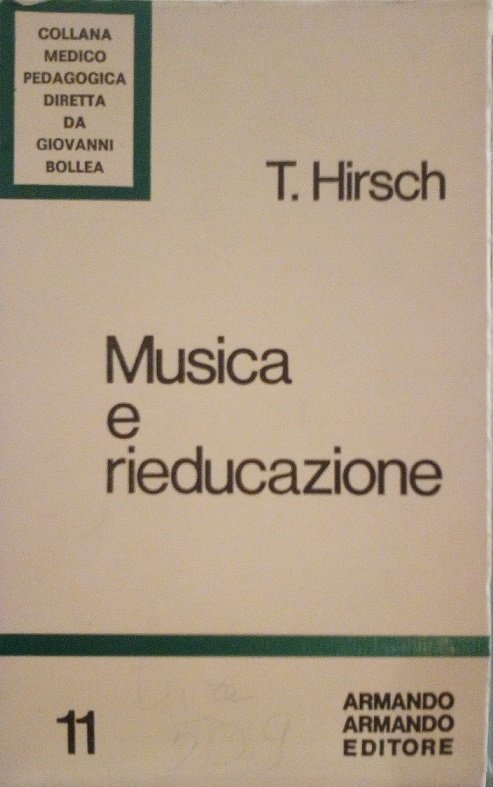 COLLANA
MEDICO
PEDAGOGICA
DIRETTA
DA
GIOVANNI
BOLLEA
T. Hirsch
Musica
e
rieducazione
11
ARMANDO
ARMANDO
EDITORE